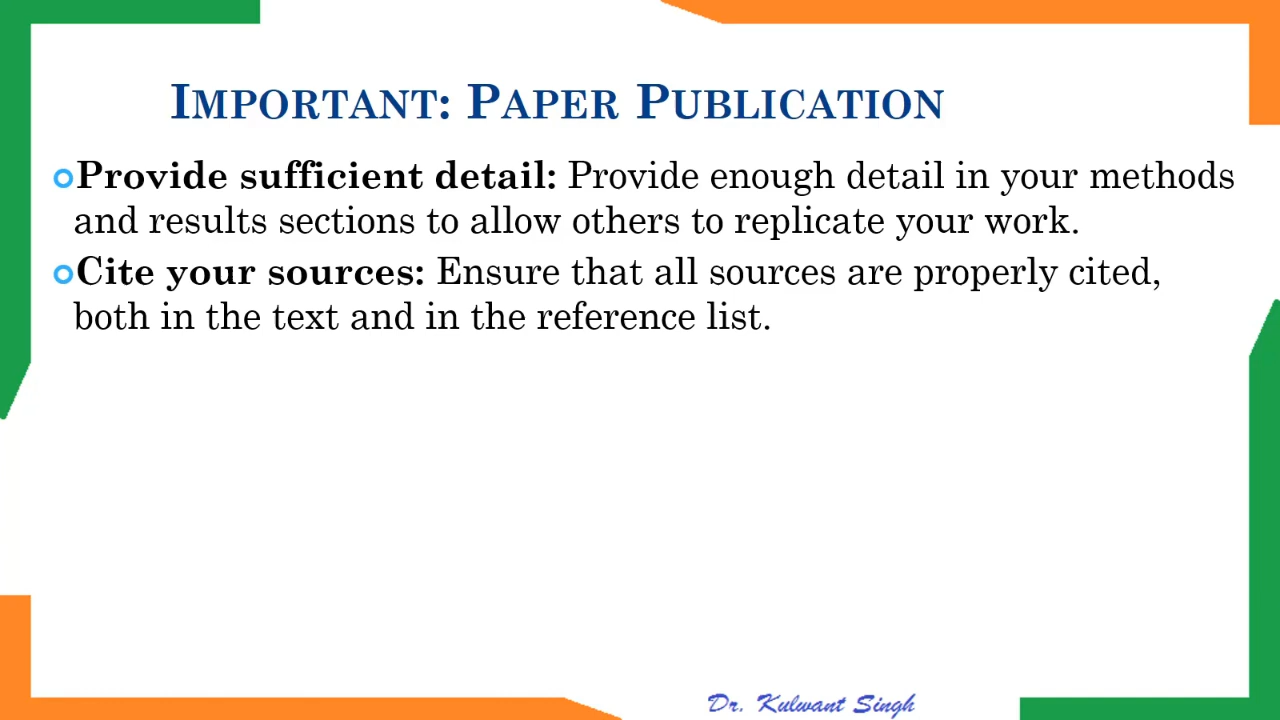 IMPORTANT: PAPER PUBLICATION
Provide sufficient detail: Provide enough detail in your methods
and results sections to allow others to replicate your work.
Cite your sources: Ensure that all sources are properly cited,
both in the text and in the reference list.
Dr. Kulwant Singh